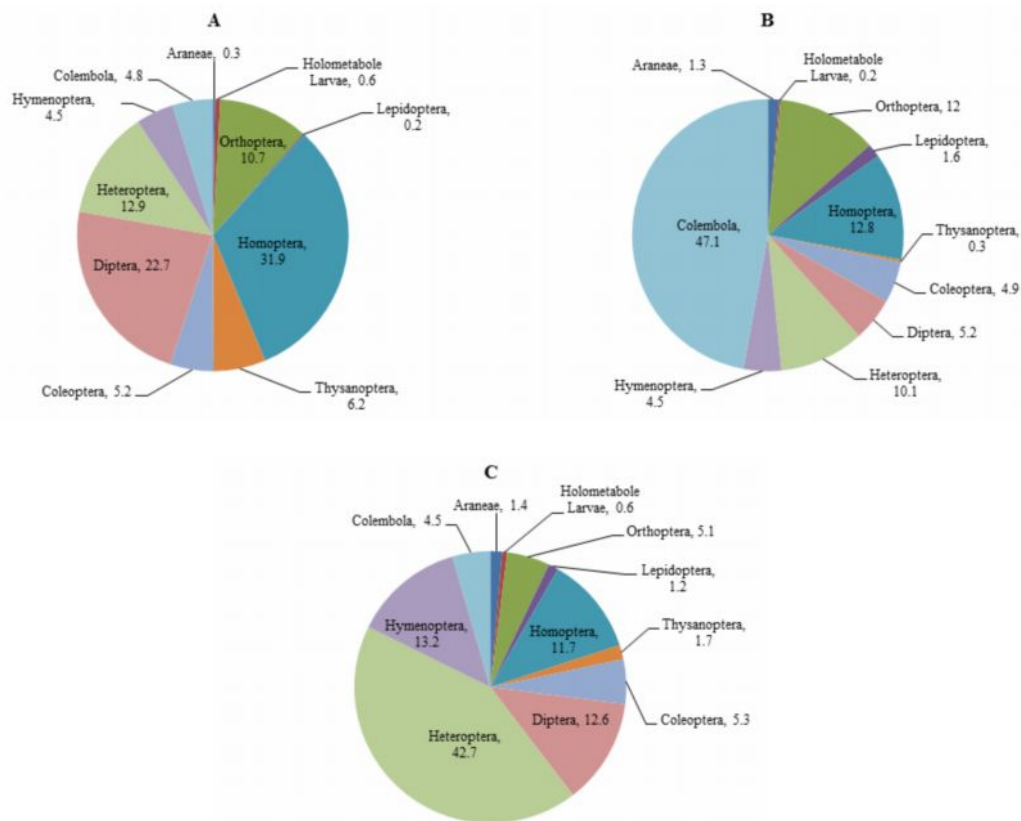 A
Araneae, 0.3
Holometabole
Larvae, 0.6
Colembola, 4.8
Lepidoptera,
0.2
Hymenoptera,
4.5
Orthoptera,
10.7
Heteroptera,
12.9
Homoptera,
31.9
Diptera, 22.7
Coleoptera, 5.2
Thysanoptera,
6.2
B
Araneae, 1.3
Holometabole
Larvae, 0.2
Orthoptera, 12
Lepidoptera,
1.6
Colembola,
47.1
Homoptera,
12.8
Thysanoptera,
0.3
Coleoptera, 4.9
Diptera, 5.2
Heteroptera,
10.1
Hymenoptera,
4.5
C
Araneae, 1.4
Holometabole
Larvae, 0.6
Colembola, 4.5
Orthoptera, 5.1
Lepidoptera,
1.2
Hymenoptera,
13.2
Homoptera,
11.7
Thysanoptera,
1.7
Coleoptera, 5.3
Diptera, 12.6
Heteroptera,
42.7